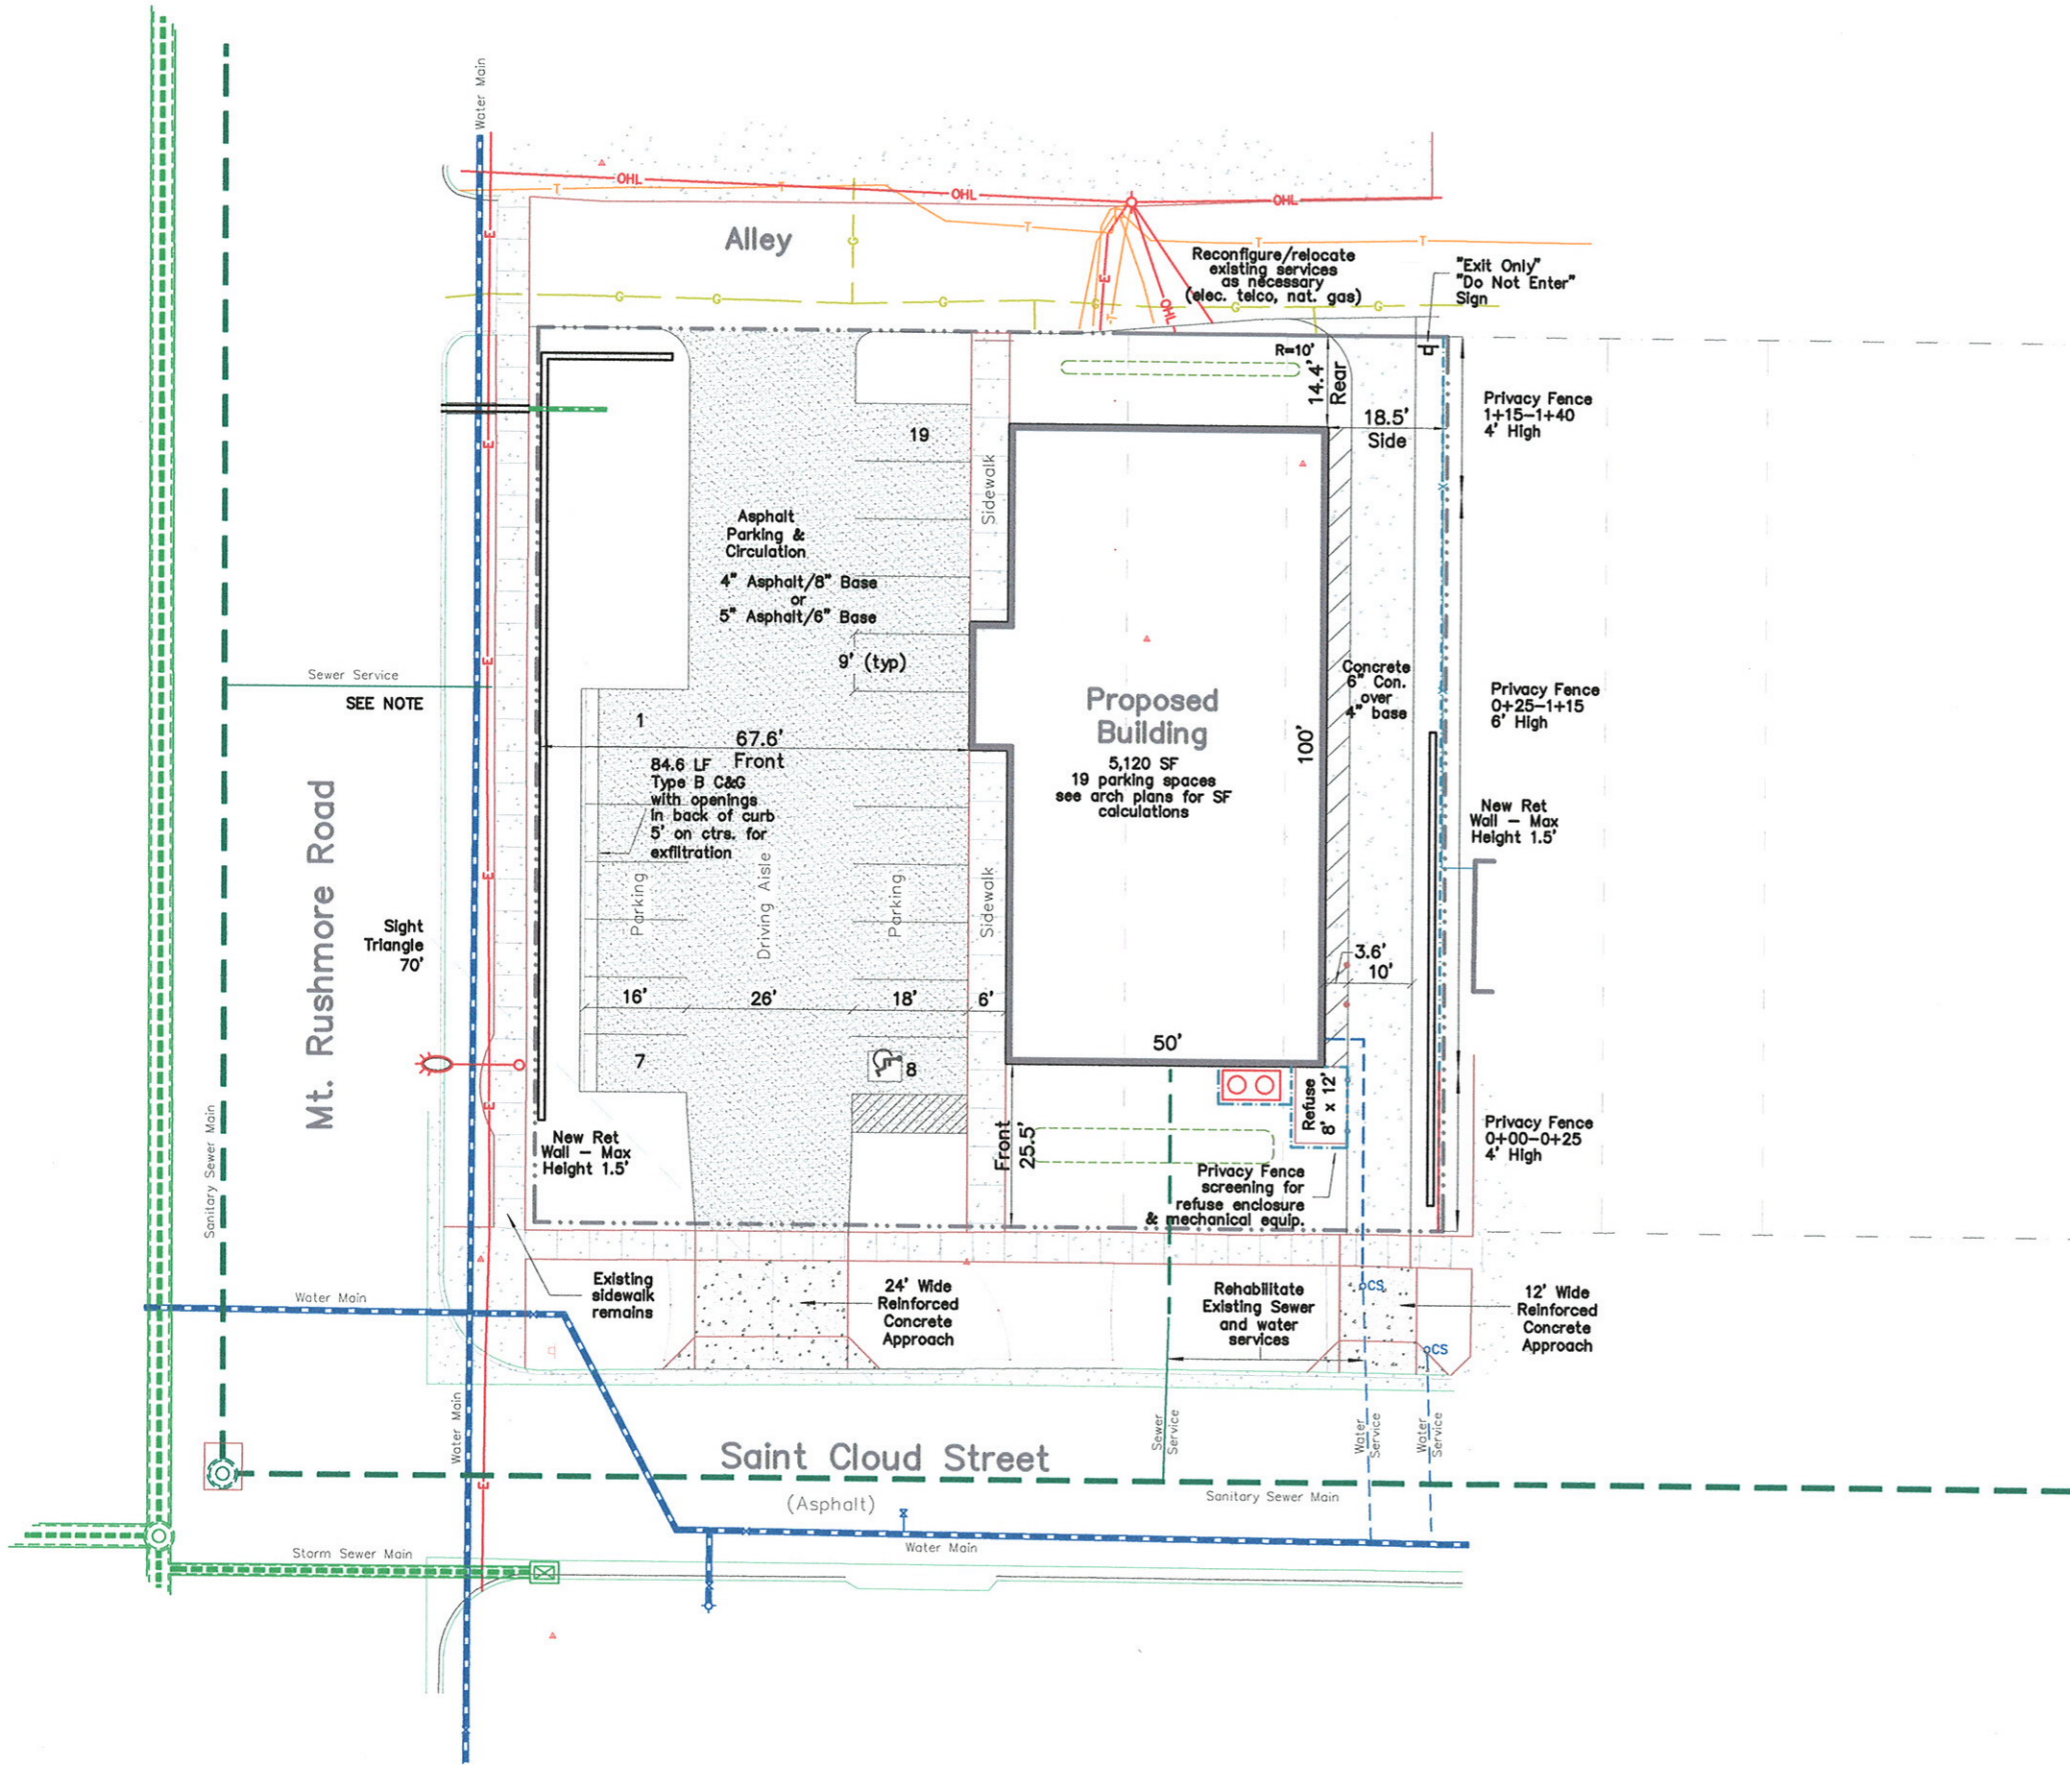 Water Main
OHL
OHL
OHL
T
T
T
T
T
Alley
E
G
G
G
G
G
G
G
E
T
OHL
Reconfigure/relocate
existing services
as necessary
(elec. telco, nat. gas)
"Exit Only"
"Do Not Enter"
Sign
R=10'
14.4'
Rear
18.5'
Side
Privacy Fence
1+15-1+40
4' High
E
19
Sidewalk
Asphalt
Parking &
Circulation
4" Asphalt/8" Base
or
5" Asphalt/6" Base
9' (typ)
E
Sewer Service
SEE NOTE
Concrete
6" Con.
over
4" base
Privacy Fence
0+25-1+15
6' High
1
67.6'
Front
Proposed
Building
5,120 SF
19 parking spaces
see arch plans for SF
calculations
100'
84.6 LF
Type B C&G
with openings
in back of curb
5' on ctrs. for
exfiltration
New Ret
Wall - Max
Height 1.5'
Mt. Rushmore Road
E
Parking
Driving Aisle
Parking
Sidewalk
Sight
Triangle
70'
3.6'
10'
16'
26'
18'
6'
50'
7
8
E
Refuse
8' x 12'
Sanitary Sewer Main
New Ret
Wall - Max
Height 1.5'
Front
25.5'
Privacy Fence
0+00-0+25
4' High
Privacy Fence
screening for
refuse enclosure
& mechanical equip.
Water Main
Existing
sidewalk
remains
24' Wide
Reinforced
Concrete
Approach
Rehabilitate
Existing Sewer
and water
services
CS
12' Wide
Reinforced
Concrete
Approach
CS
Water Main
Sewer
Service
Water
Service
Water
Service
Saint Cloud Street
(Asphalt)
E
Sanitary Sewer Main
Water Main
Storm Sewer Main